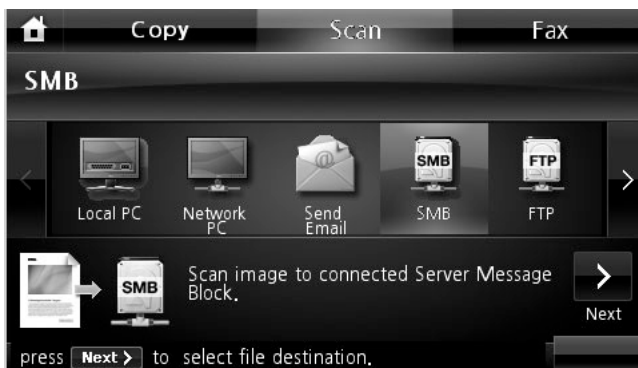 Copy Scan Fax
SMB
SMB FTP
Local PC Network PC Send Email SMB FTP
SMB Scan image to connected Server Message
Block.
Next
press Next > to select file destination.